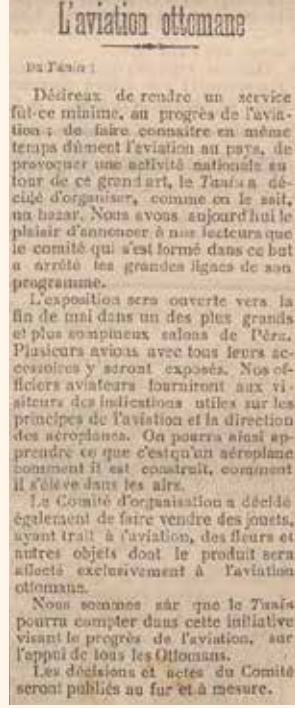 L'aviation ottomane
Du Tanin :
Désireux de rendre un service
fût-ce minime, au progrès de l'avia-
tion ; de faire connaître en même
temps dûment l'aviation au pays, de
provoquer une activité nationale au
tour de ce grand art, le Tanin a dé-
cidé d'organiser, comme on le sait,
un bazar. Nous avons aujourd'hui le
plaisir d'annoncer à nos lecteurs que
le comité qui s'est formé dans ce but
a arrêté les grandes lignes de son
programme.
L'exposition sera ouverte vers la
fin de mai dans un des plus grands
et plus somptueux salons de Péra.
Plusieurs avions avec tous leurs ac-
cessoires y seront exposés. Nos of-
ficiers aviateurs fourniront aux vi-
siteurs des indications utiles sur les
principes de l'aviation et la direction
des aéroplanes. On pourra ainsi ap-
prendre ce que c'estqu'un aéroplane
comment il est construit, comment
il s'élève dans les airs.
Le Comité d'organisation a décidé
également de faire vendre des jouets,
ayant trait à l'aviation, des fleurs et
autres objets dont le produit sera
affecté exclusivement à l'aviation
ottomane.
Nous sommes sûr que le Tanin
pourra compter dans cette initiative
visant le progrès de l'aviation, sur
l'appui de tous les Ottomans.
Les décisions et actes du Comité
seront publiés au fur et à mesure.